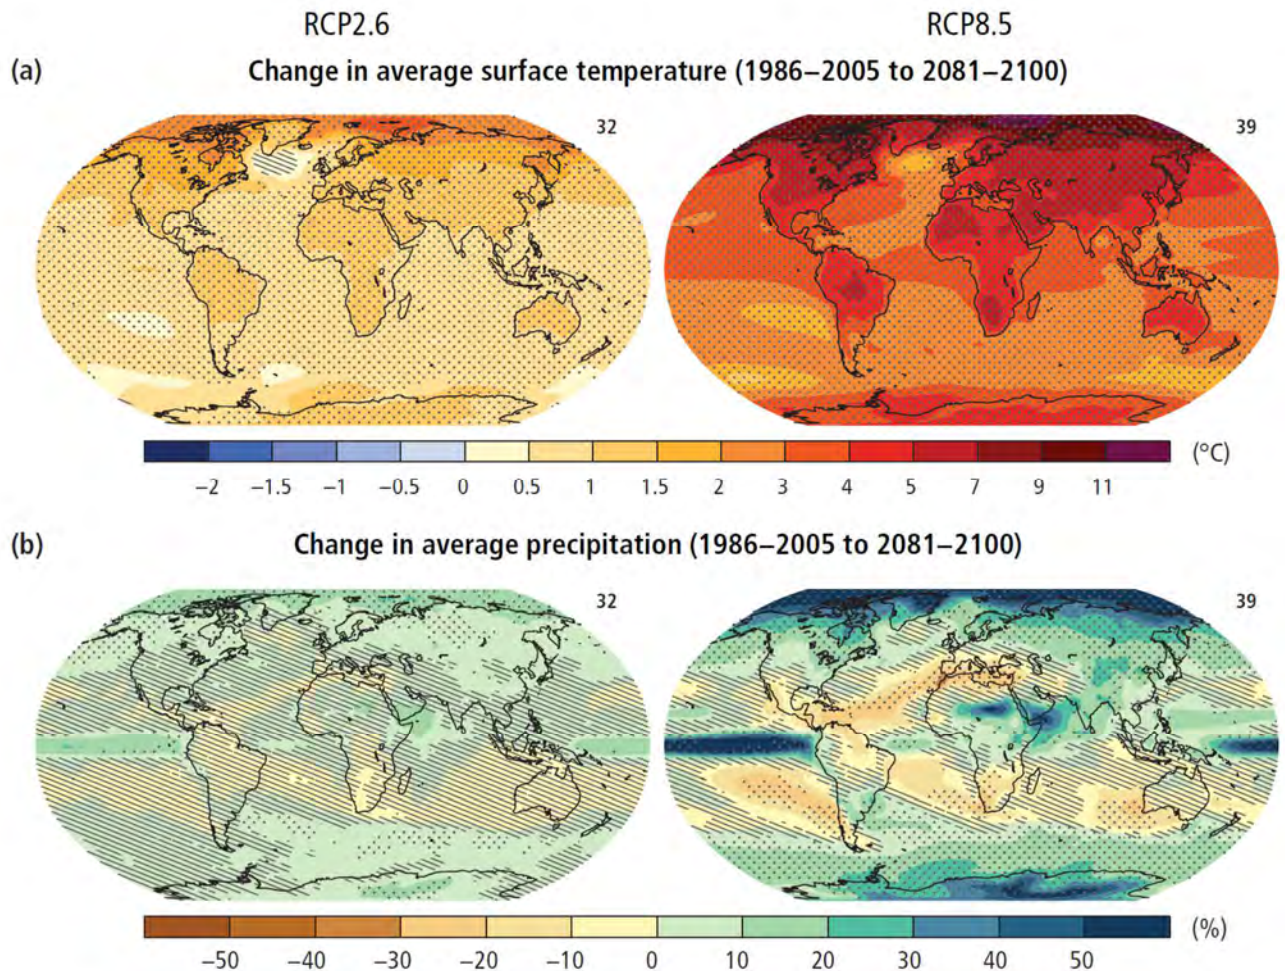 RCP2.6 RCP8.5
(a) Change in average surface temperature (1986–2005 to 2081–2100)
32 39
−2 −1.5 −1 −0.5 0 0.5 1 1.5 2 3 4 5 7 9 11 (°C)
(b) Change in average precipitation (1986–2005 to 2081–2100)
32 39
−50 −40 −30 −20 −10 0 10 20 30 40 50 (%)